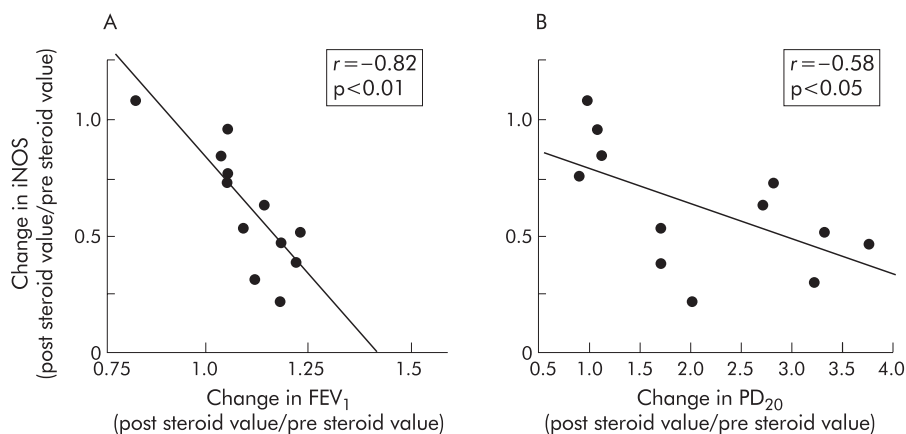 A
B
Change in iNOS
(post steroid value/pre steroid value)
r=−0.82
p<0.01
r=−0.58
p<0.05
1.0
0.5
0
1.0
0.5
0
0.75 1.0 1.25 1.5
0.5 1.0 1.5 2.0 2.5 3.0 3.5 4.0
Change in FEV1
(post steroid value/pre steroid value)
Change in PD20
(post steroid value/pre steroid value)